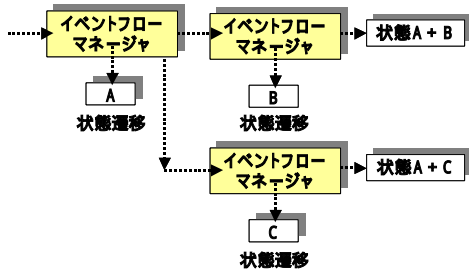 イベントフロー
マネージャ
イベントフロー
マネージャ
状態A + B
A
状態遷移
B
状態遷移
イベントフロー
マネージャ
状態A + C
C
状態遷移